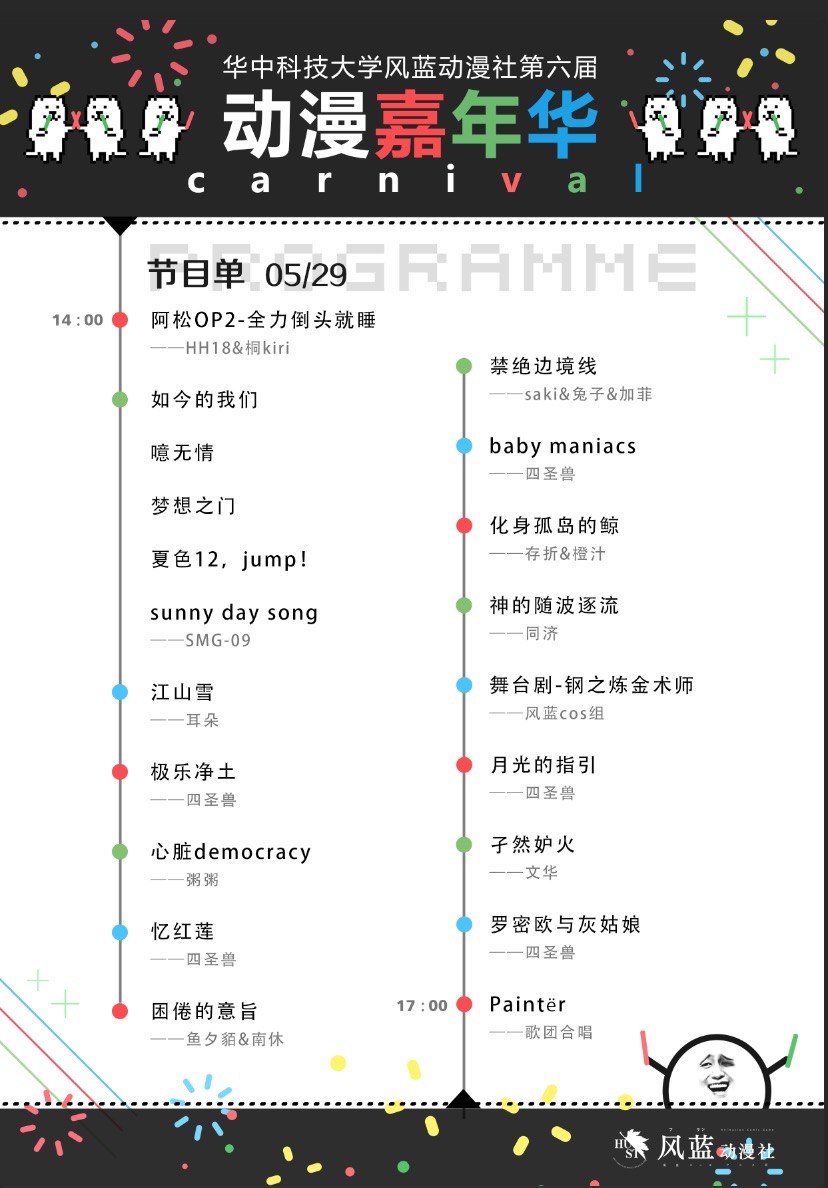 华中科技大学风蓝动漫社第六届
动漫嘉年华
carnival
PROGRAMME
节目单 05/29
14:00
阿松OP2-全力倒头就睡
——HH18&桐kiri
如今的我们
噫无情
梦想之门
夏色12，jump！
sunny day song
——SMG-09
江山雪
——耳朵
极乐净土
——四圣兽
心脏democracy
——粥粥
忆红莲
——四圣兽
困倦的意旨
——鱼夕貊&南休
禁绝边境线
——saki&兔子&加菲
baby maniacs
——四圣兽
化身孤岛的鲸
——存折&橙汁
神的随波逐流
——同济
舞台剧-钢之炼金术师
——风蓝cos组
月光的指引
——四圣兽
孑然妒火
——文华
罗密欧与灰姑娘
——四圣兽
17:00
Paintër
——歌团合唱
HUST
风蓝动漫社